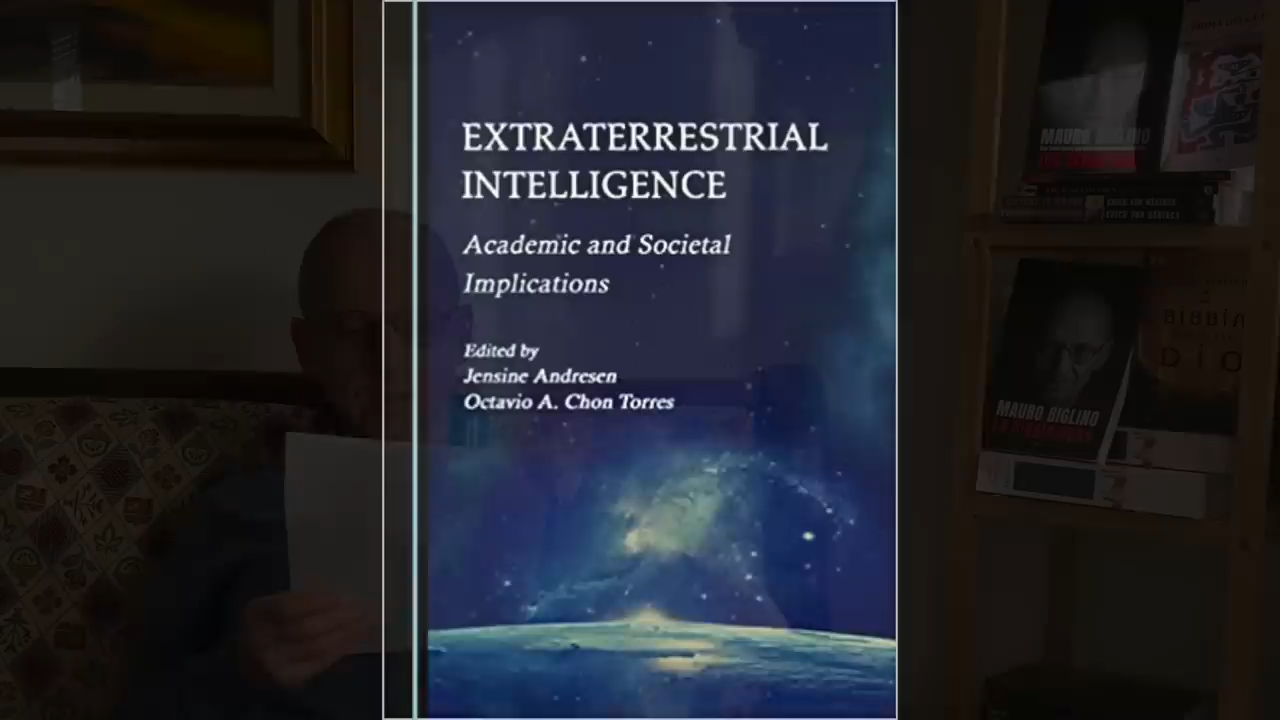 EXTRATERRESTRIAL
INTELLIGENCE
Academic and Societal
Implications
Edited by
Jensine Andresen
Octavio A. Chon Torres
MAURO BIGLINO
MAURO BIGLINO